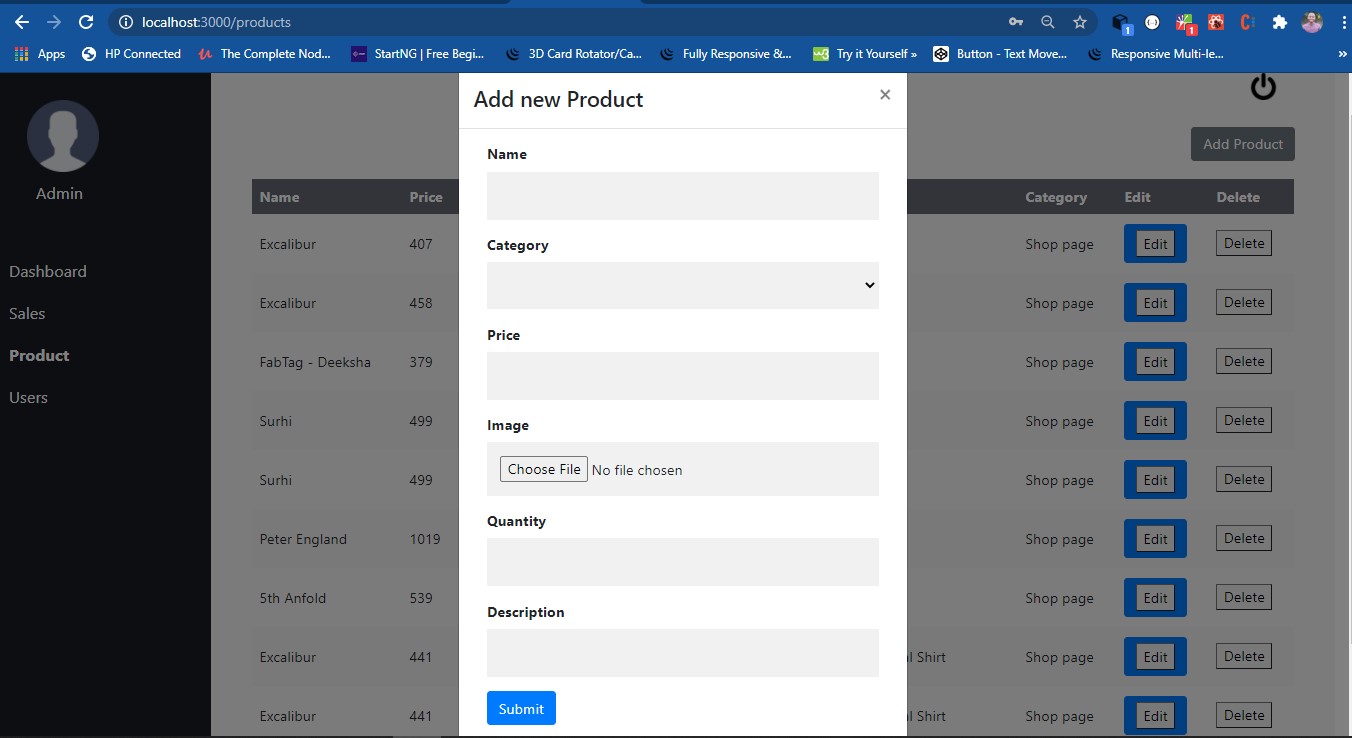 localhost:3000/products
Apps HP Connected The Complete Nod... StartNG | Free Begi... 3D Card Rotator/Ca... Fully Responsive &... Try it Yourself » Button - Text Move... Responsive Multi-le... »
1 1
Admin
Dashboard
Sales
Product
Users
Add Product
Name Price Category Edit Delete
Excalibur 407 Shop page Edit Delete
Excalibur 458 Shop page Edit Delete
FabTag - Deeksha 379 Shop page Edit Delete
Surhi 499 Shop page Edit Delete
Surhi 499 Shop page Edit Delete
Peter England 1019 Shop page Edit Delete
5th Anfold 539 Shop page Edit Delete
Excalibur 441 al Shirt Shop page Edit Delete
Excalibur 441 al Shirt Shop page Edit Delete
Add new Product ×
Name
Category
Price
Image
Choose File No file chosen
Quantity
Description
Submit